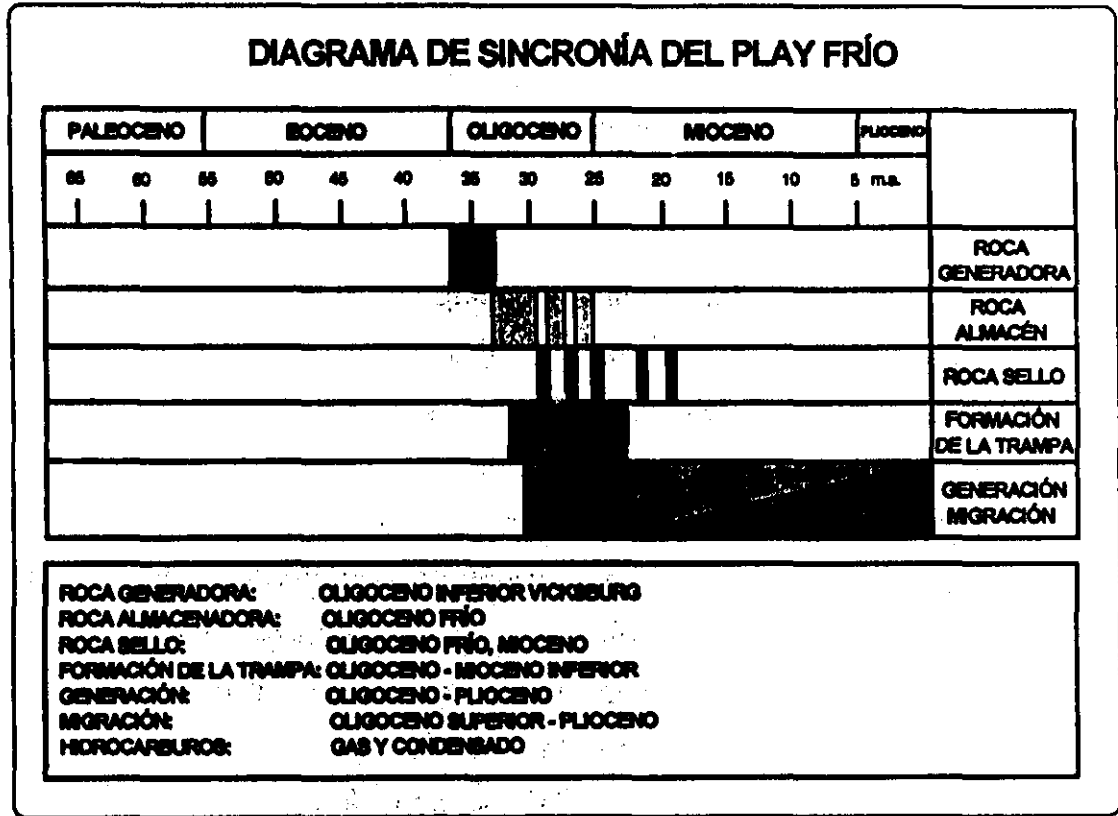 DIAGRAMA DE SINCRONÍA DEL PLAY FRÍO
PALEOCENO EOCENO OLIGOCENO MIOCENO PLIOCENO
65 60 55 50 45 40 35 30 25 20 15 10 5 m.a.
ROCA
GENERADORA
ROCA
ALMACÉN
ROCA SELLO
FORMACIÓN
DE LA TRAMPA
GENERACIÓN
MIGRACIÓN
ROCA GENERADORA: OLIGOCENO INFERIOR VICKSBURG
ROCA ALMACENADORA: OLIGOCENO FRÍO
ROCA SELLO: OLIGOCENO FRÍO, MIOCENO
FORMACIÓN DE LA TRAMPA: OLIGOCENO - MIOCENO INFERIOR
GENERACIÓN: OLIGOCENO - PLIOCENO
MIGRACIÓN: OLIGOCENO SUPERIOR - PLIOCENO
HIDROCARBUROS: GAS Y CONDENSADO